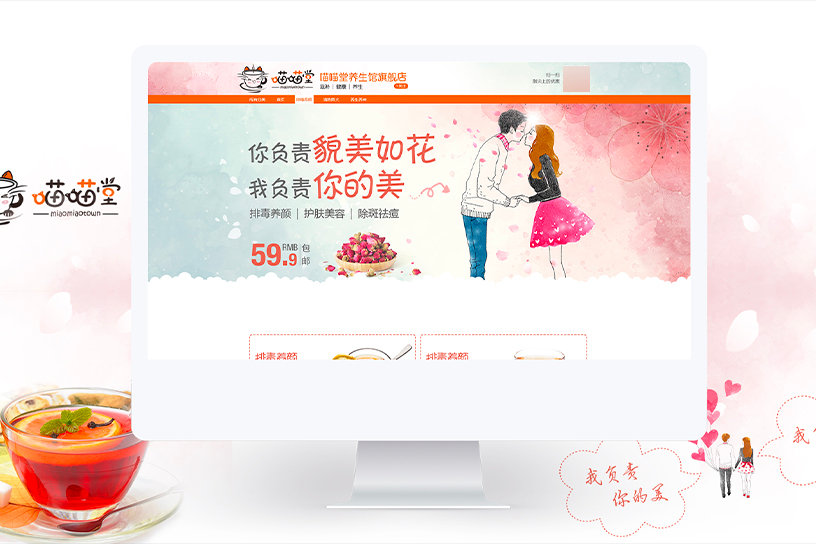 喵喵堂
miaomiaotown
喵喵堂养生馆旗舰店
滋补 | 健康 | 养生
扫一扫
你负责貌美如花
我负责你的美
排毒养颜 | 护肤美容 | 除斑祛痘
59.9 RMB 包邮
排毒养颜
排毒养颜
喵喵堂
miaomiaotown
我负责
你的美
我